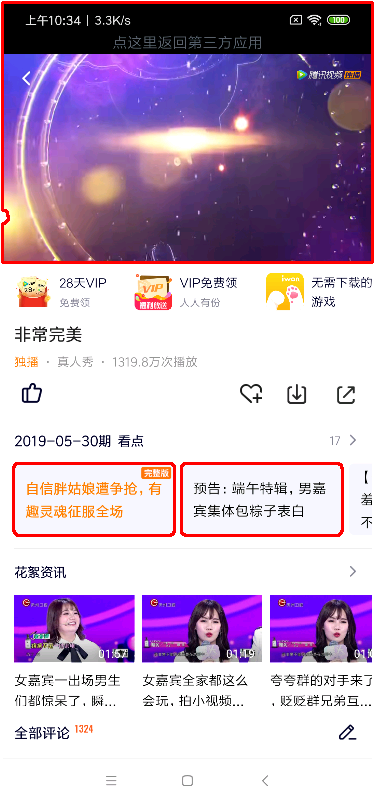 上午10:34 | 3.3K/s
100
点这里返回第三方应用
腾讯视频 独播
28天VIP
免费领
VIP免费领
人人有份
无需下载的
游戏
非常完美
独播 · 真人秀 · 1319.8万次播放
2019-05-30期 看点
17
完整版
自信胖姑娘遭争抢，有
趣灵魂征服全场
预告：端午特辑，男嘉
宾集体包粽子表白
花絮资讯
01:57
01:19
女嘉宾一出场男生
们都惊呆了，瞬...
女嘉宾全家都这么
会玩，拍小视频...
夸夸群的对手来了
，贬贬群兄弟互...
全部评论 1324